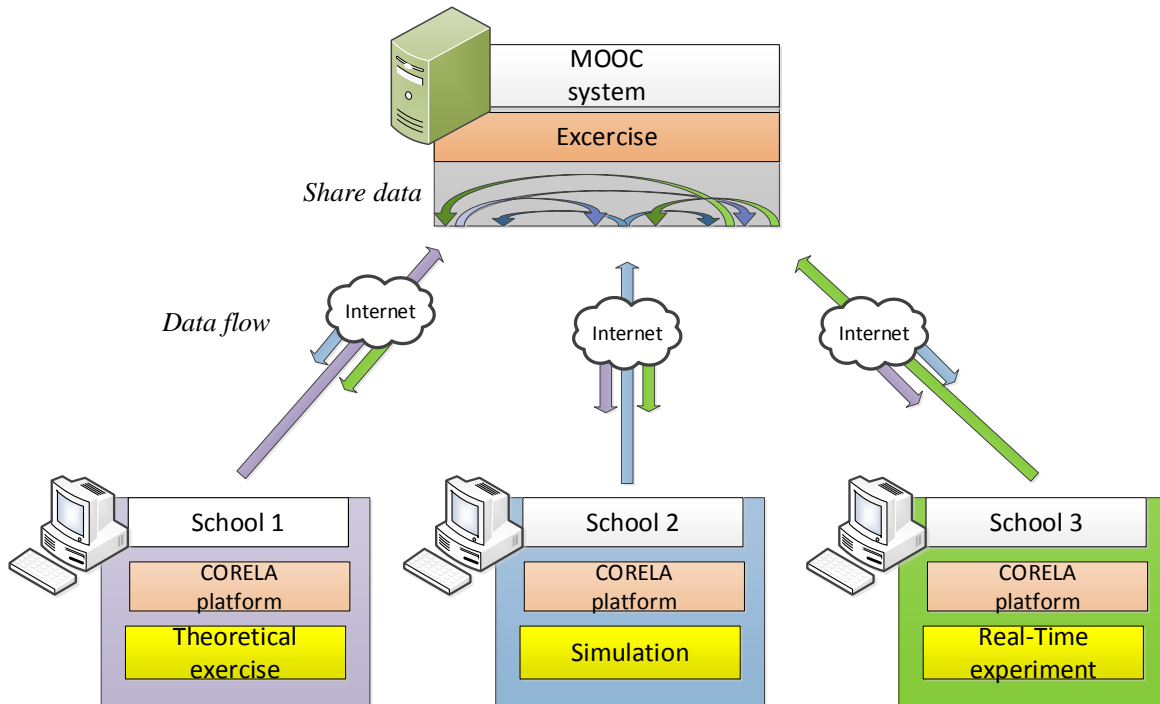 MOOC
system
Excercise
Share data
Internet
Internet
Internet
Data flow
School 1
School 2
School 3
CORELA
platform
CORELA
platform
CORELA
platform
Theoretical
exercise
Simulation
Real-Time
experiment